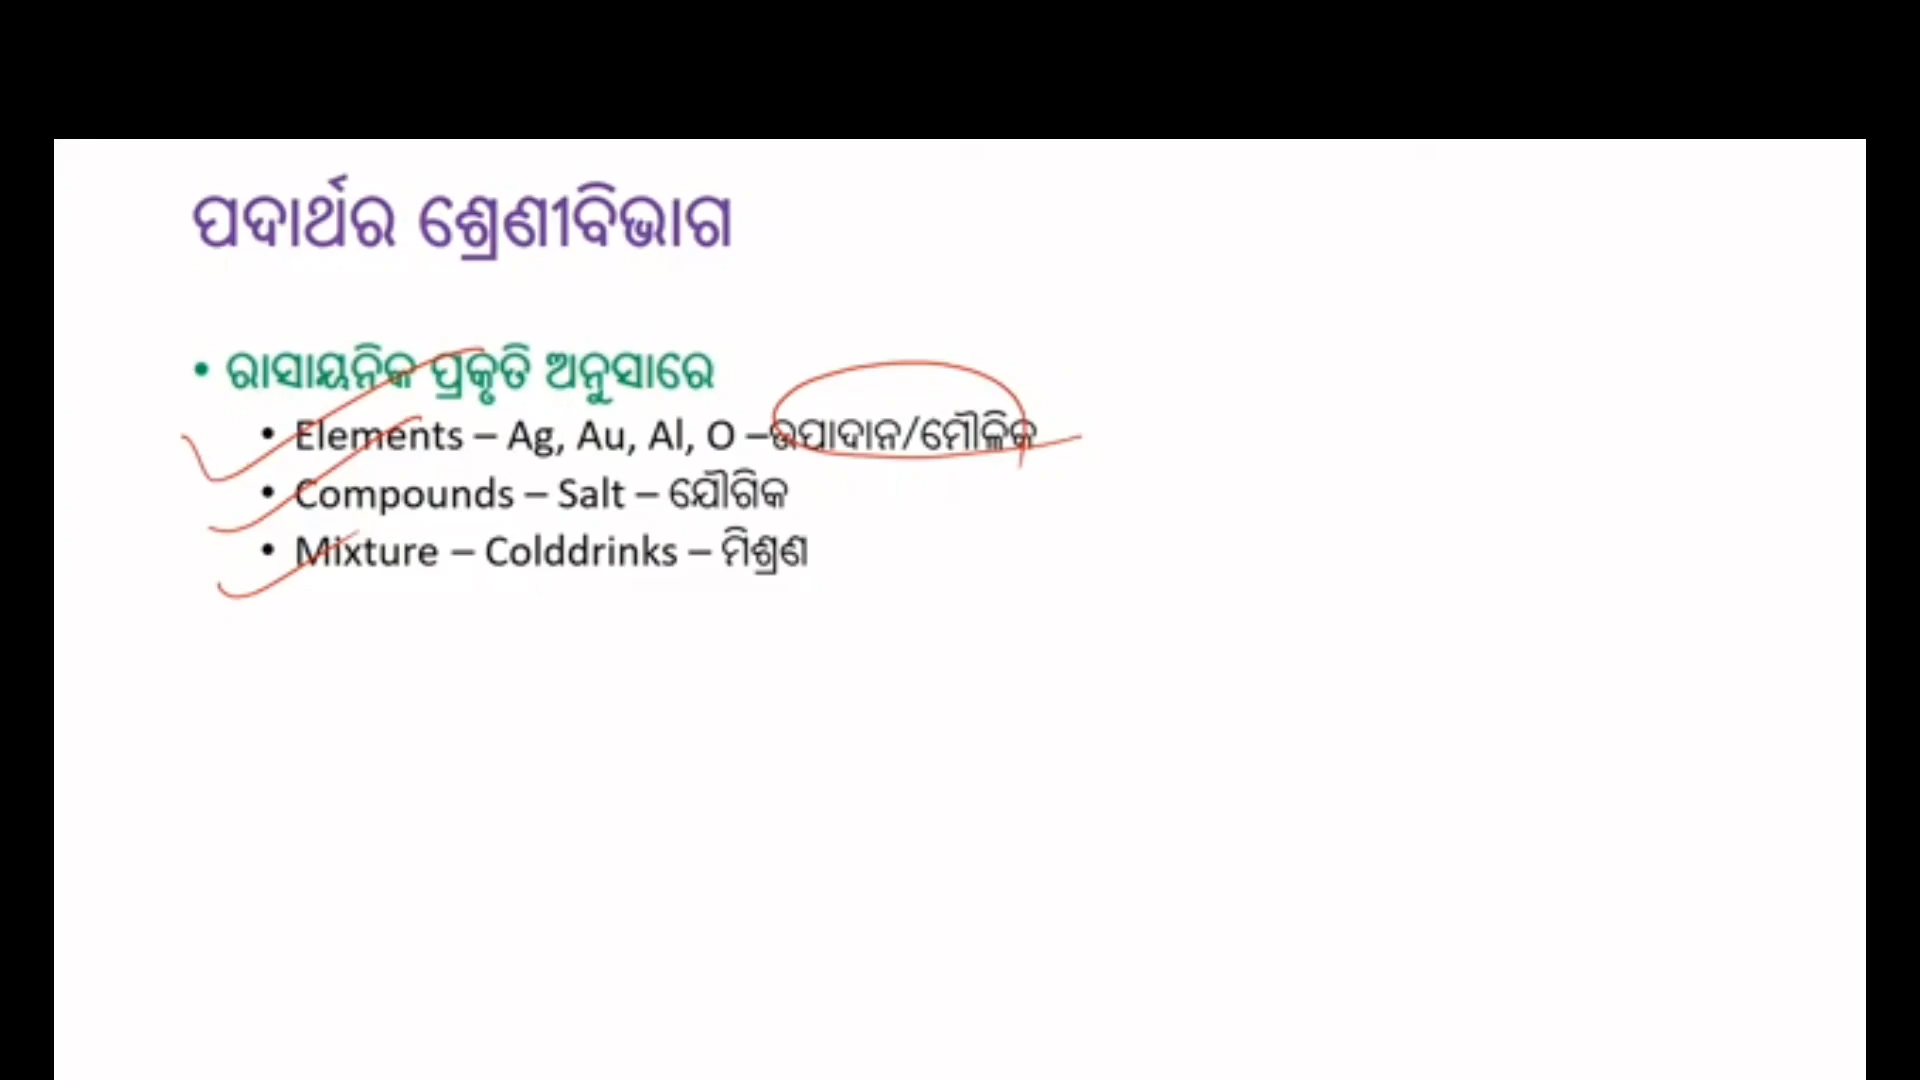 ପଦାର୍ଥର ଶ୍ରେଣୀବିଭାଗ
• ରାସାୟନିକ ପ୍ରକୃତି ଅନୁସାରେ
• Elements – Ag, Au, Al, O –ଉପାଦାନ/ମୌଳିକ
• Compounds – Salt – ଯୌଗିକ
• Mixture – Colddrinks – ମିଶ୍ରଣ